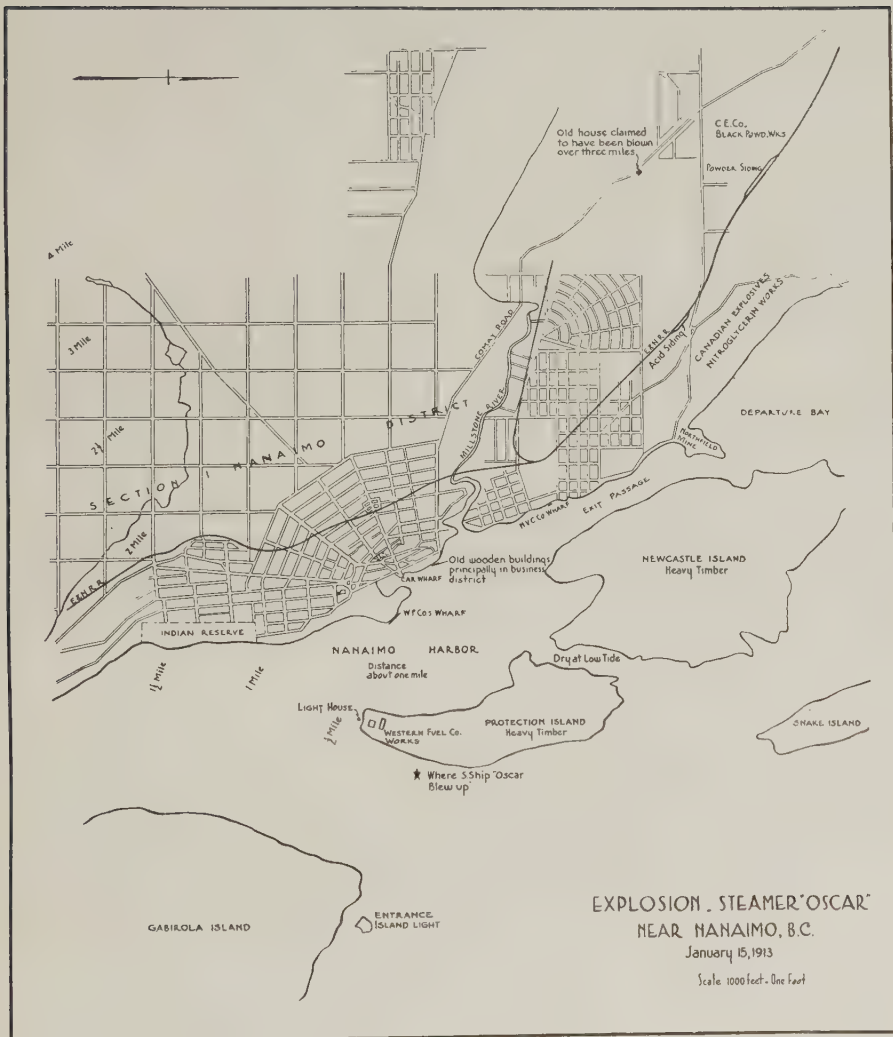 C.E.Co.
BLACK POWD. WKS
Old house claimed
to have been blown
over three miles.
POWDER SIDING
4 Mile
3 Mile
2½ Mile
2 Mile
1½ Mile
1 Mile
½ Mile
COMAX ROAD
MILLSTONE RIVER
E&N.R.R.
Acid Siding
CANADIAN EXPLOSIVES
NITROGLYCERIN WORKS
DEPARTURE BAY
NORTHFIELD
MINE
SECTION 1 NANAIMO DISTRICT
EXIT PASSAGE
N.V.C. Co WHARF
NEWCASTLE ISLAND
Heavy Timber
Old wooden buildings
principally in business
district
CAR WHARF
E&N.R.R.
W.F.Co's WHARF
INDIAN RESERVE
NANAIMO HARBOR
Distance
about one mile
Dry at Low Tide
LIGHT HOUSE
WESTERN FUEL CO.
WORKS
PROTECTION ISLAND
Heavy Timber
SNAKE ISLAND
Where S.Ship "Oscar
Blew up"
GABIROLA ISLAND
ENTRANCE
ISLAND LIGHT
EXPLOSION. STEAMER "OSCAR"
NEAR NANAIMO, B.C.
January 15, 1913
Scale 1000 feet - One Foot